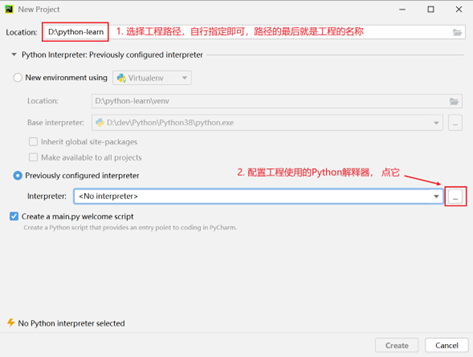 New Project
Location: D:\python-learn 1. 选择工程路径，自行指定即可，路径的最后就是工程的名称
Python Interpreter: Previously configured interpreter
New environment using Virtualenv
Location: D:\python-learn\venv
Base interpreter: D:\dev\Python\Python38\python.exe ...
Inherit global site-packages
Make available to all projects
Previously configured interpreter
2. 配置工程使用的Python解释器， 点它
Interpreter: <No interpreter> ...
Create a main.py welcome script
Create a Python script that provides an entry point to coding in PyCharm.
No Python interpreter selected
Create Cancel